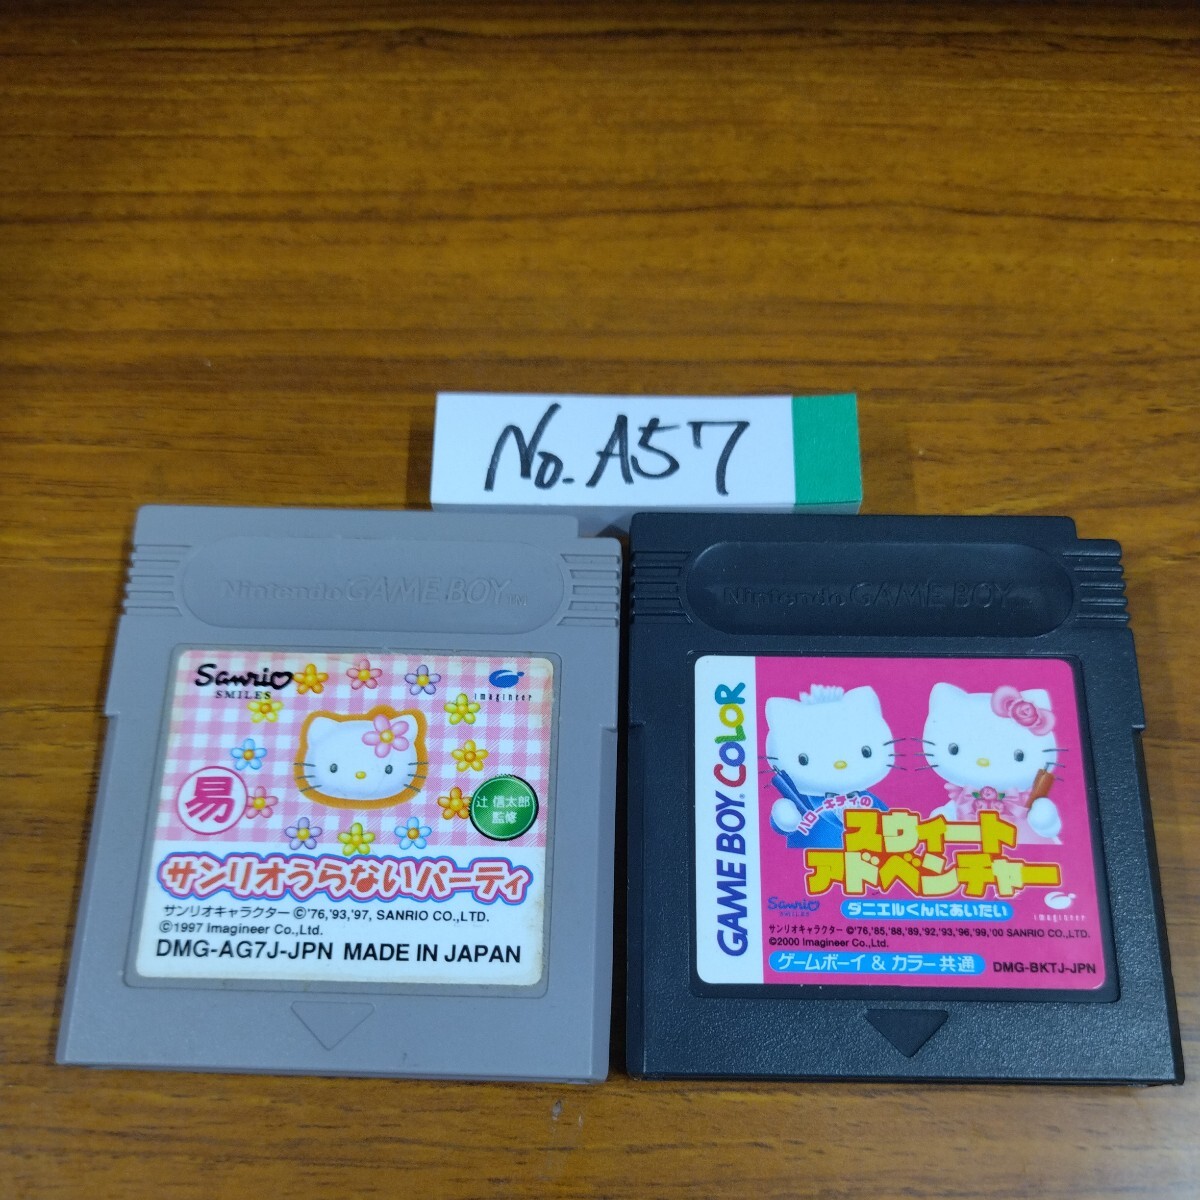 No. A57
Nintendo GAME BOY TM
Sanrio
SMILES
imagineer
易
辻 信太郎
監修
サンリオうらないパーティ
サンリオキャラクター ©'76,'93,'97, SANRIO CO.,LTD.
©1997 Imagineer Co.,Ltd.
DMG-AG7J-JPN MADE IN JAPAN
Nintendo GAME BOY TM
GAME BOY COLOR
ハローキティの
スウィート
アドベンチャー
ダニエルくんにあいたい
Sanrio
SMILES
imagineer
サンリオキャラクター ©'76,'85,'88,'89,'92,'93,'96,'99,'00 SANRIO CO.,LTD.
©2000 Imagineer Co.,Ltd.
ゲームボーイ & カラー共通
DMG-BKTJ-JPN